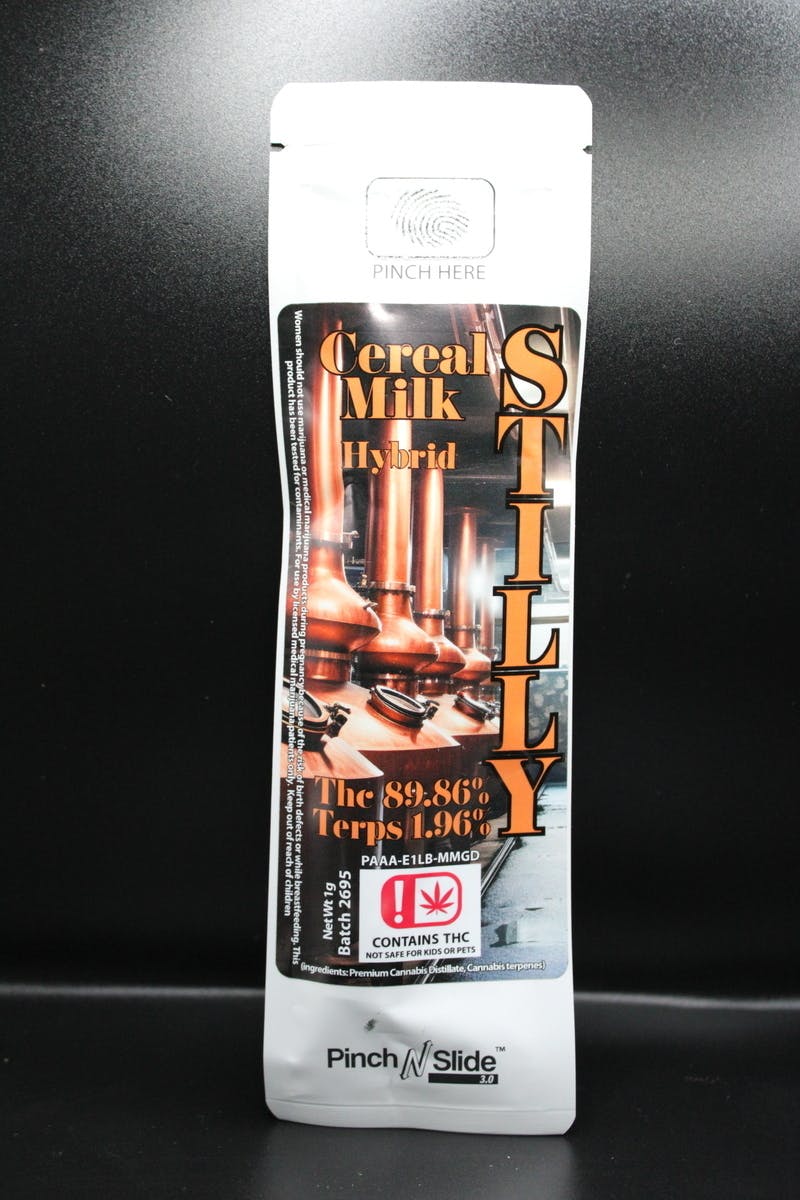 PINCH HERE
Cereal
Milk
Hybrid
STILLY
Women should not use marijuana or medical marijuana products during pregnancy because of the risk of birth defects or while breastfeeding. This
product has been tested for contaminants. For use by licensed medical marijuana patients only. Keep out of reach of children
Thc 89.86%
Terps 1.96%
PAAA-E1LB-MMGD
Net Wt 1g
Batch 2695
!
CONTAINS THC
NOT SAFE FOR KIDS OR PETS
(ingredients: Premium Cannabis Distillate, Cannabis terpenes)
Pinch N Slide™
3.0